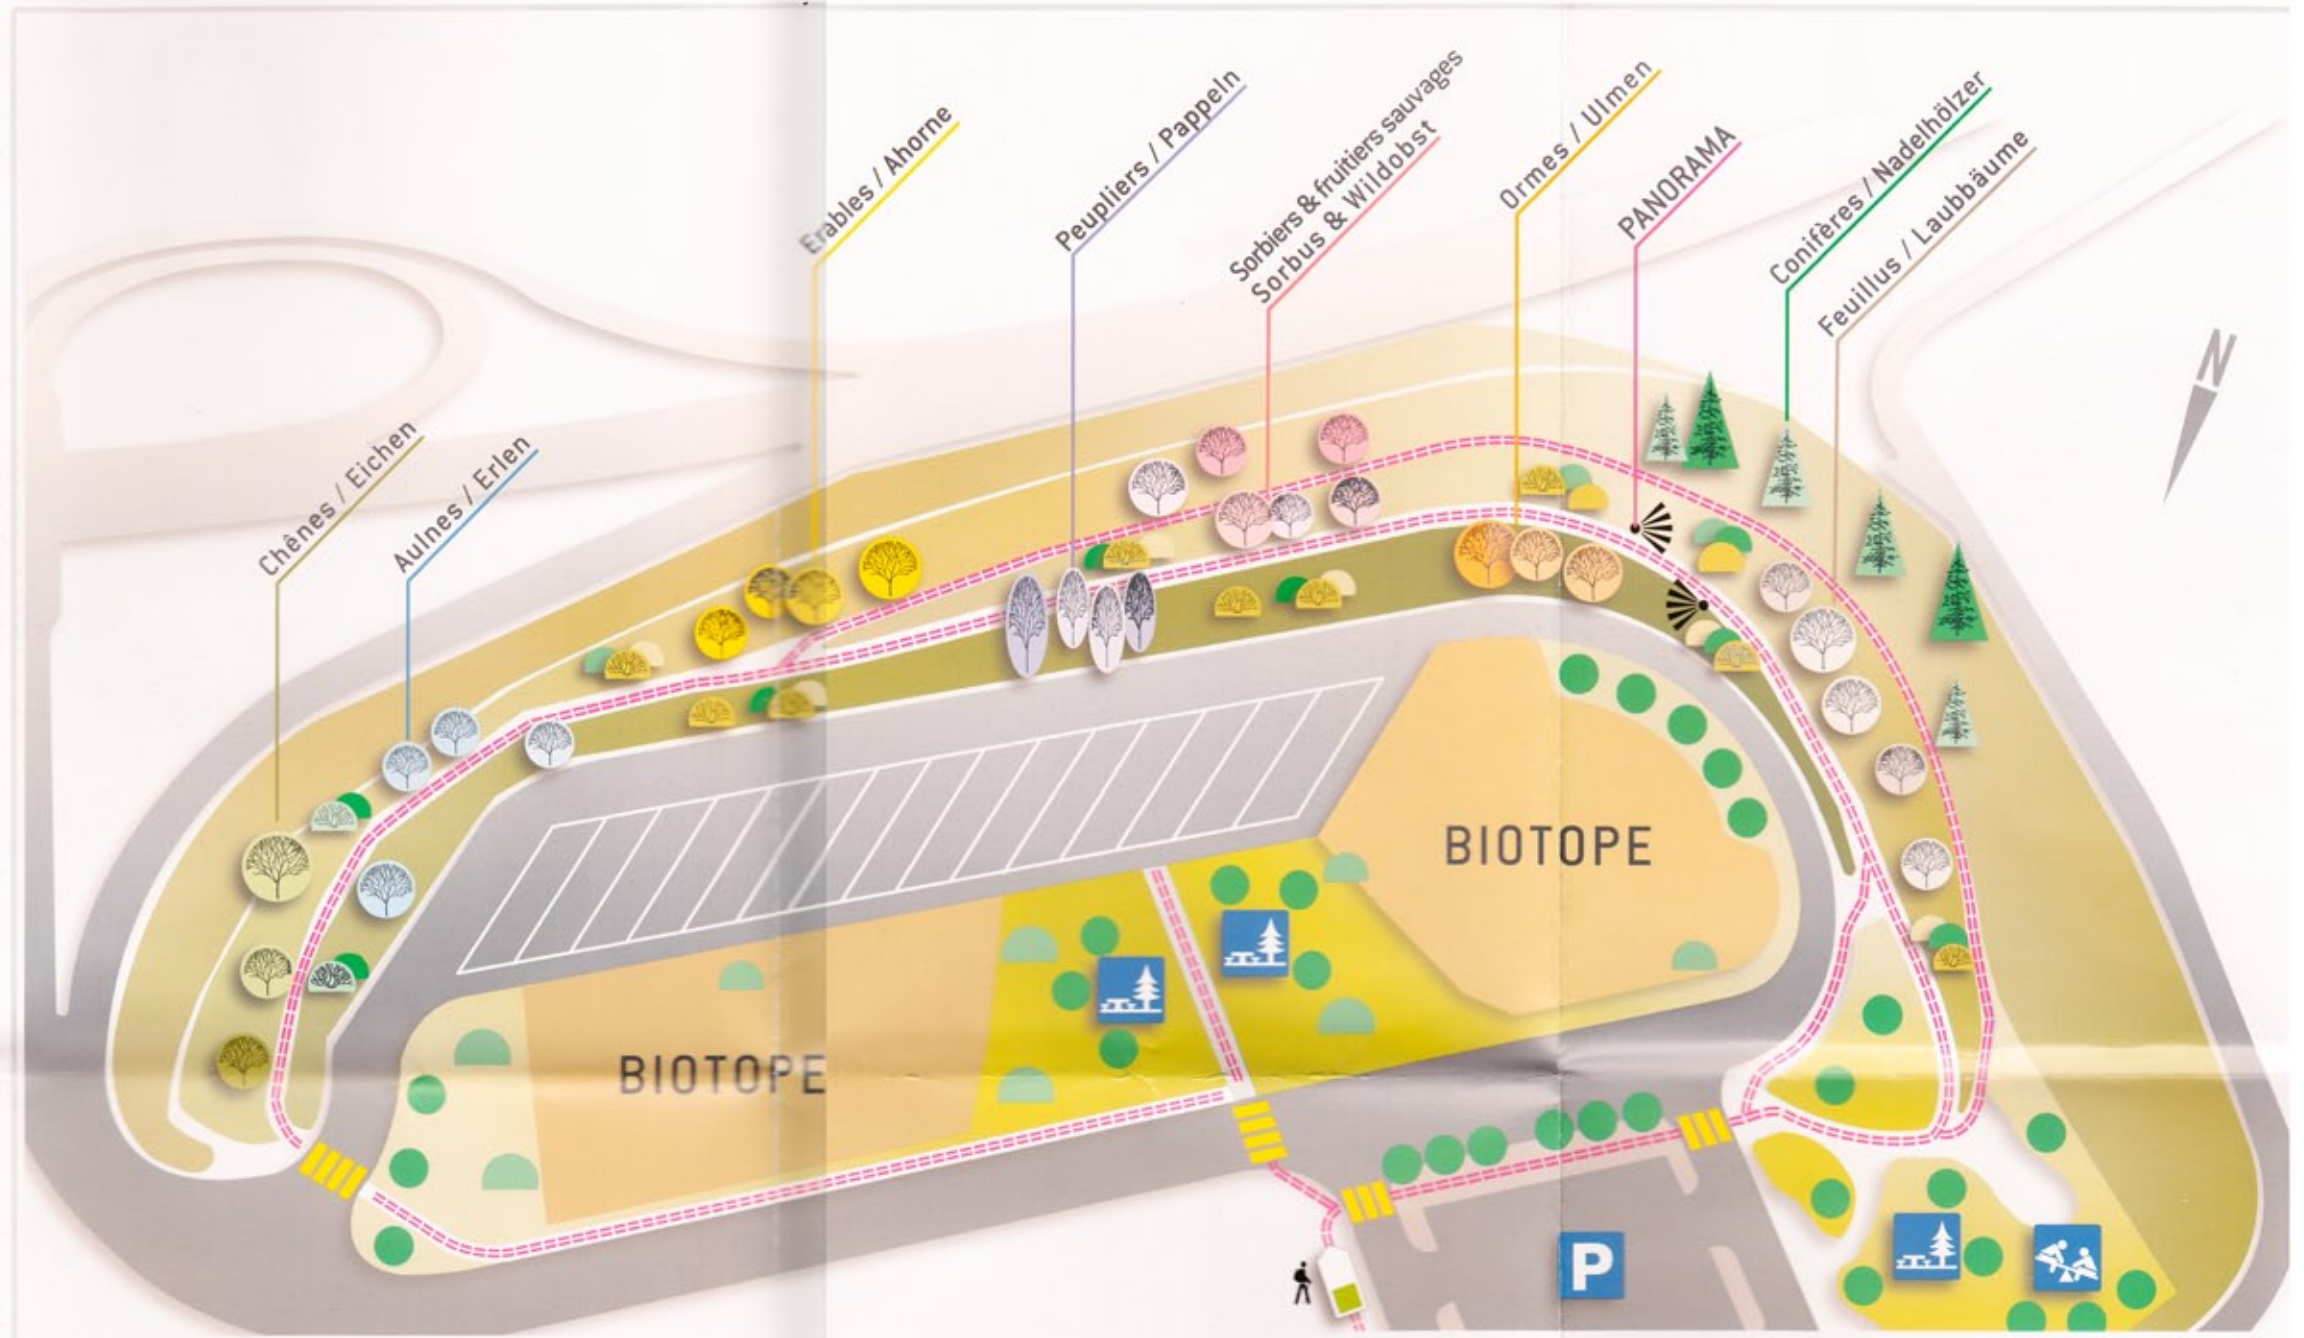 Chênes / Eichen
Aulnes / Erlen
Erables / Ahorne
Peupliers / Pappeln
Sorbiers & fruitiers sauvages
Sorbus & Wildobst
Ormes / Ulmen
PANORAMA
Conifères / Nadelhölzer
Feuillus / Laubbäume
N
BIOTOPE
BIOTOPE
P